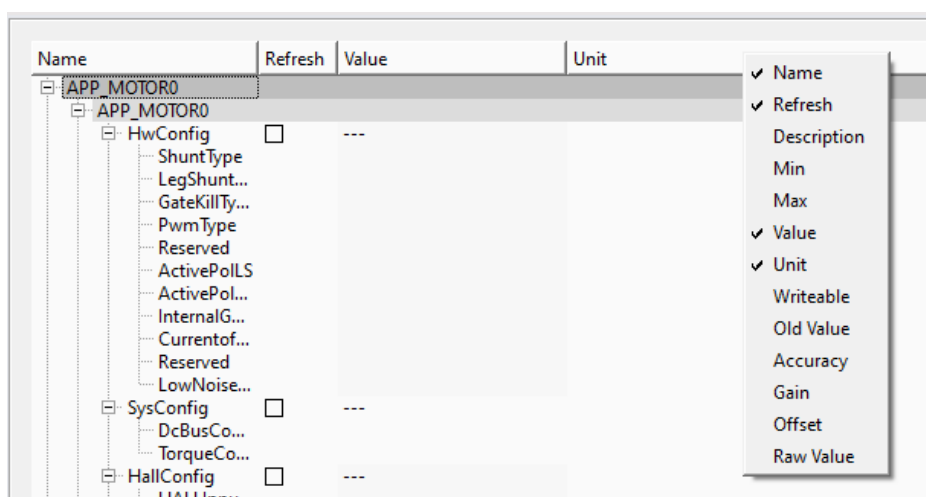 Name Refresh Value Unit
APP_MOTOR0
APP_MOTOR0
HwConfig ---
ShuntType
LegShunt...
GateKillTy...
PwmType
Reserved
ActivePolLS
ActivePol...
InternalG...
Currentof...
Reserved
LowNoise...
SysConfig ---
DcBusCo...
TorqueCo...
HallConfig ---
Name
Refresh
Description
Min
Max
Value
Unit
Writeable
Old Value
Accuracy
Gain
Offset
Raw Value